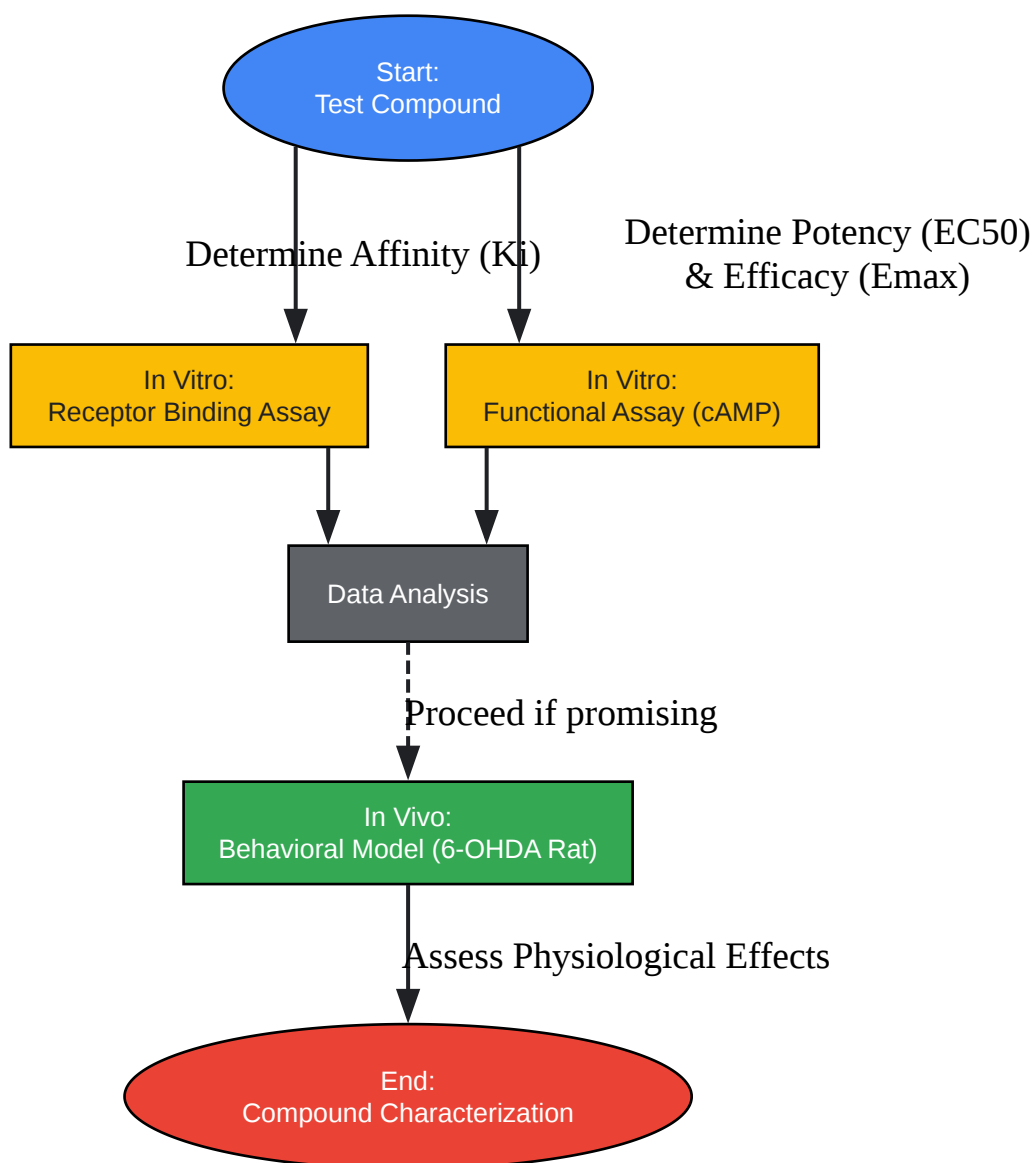 Start:
Test Compound
Determine Affinity (Ki)
Determine Potency (EC50)
& Efficacy (Emax)
In Vitro:
Receptor Binding Assay
In Vitro:
Functional Assay (cAMP)
Data Analysis
Proceed if promising
In Vivo:
Behavioral Model (6-OHDA Rat)
Assess Physiological Effects
End:
Compound Characterization